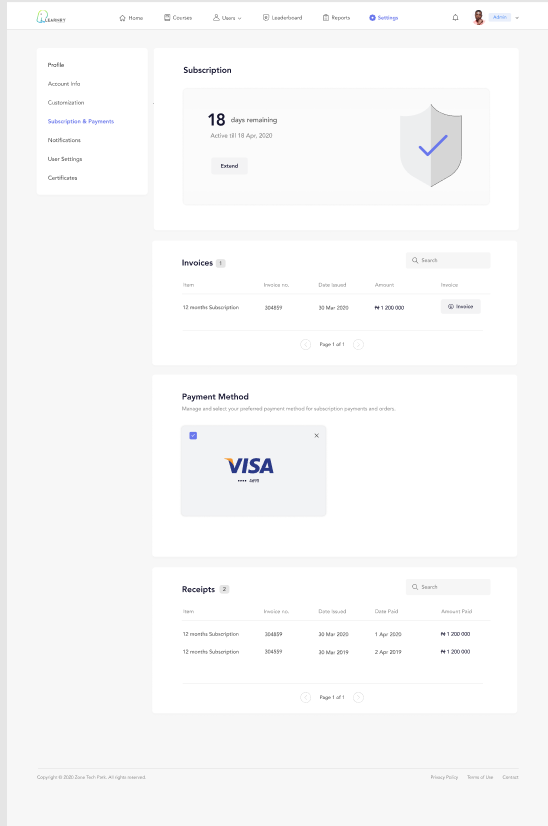 LEARNKEY
Home
Courses
Users
Leaderboard
Reports
Settings
Admin
Profile
Account Info
Customization
Subscription & Payments
Notifications
User Settings
Certificates
Subscription
18 days remaining
Active till 18 Apr, 2020
Extend
Invoices 1
Search
Item Invoice no. Date Issued Amount Invoice
12 months Subscription 304859 30 Mar 2020 ₦ 1 200 000 Invoice
Page 1 of 1
Payment Method
Manage and select your preferred payment method for subscription payments and orders.
VISA
•••• 4695
Receipts 2
Search
Item Invoice no. Date Issued Date Paid Amount Paid
12 months Subscription 304859 30 Mar 2020 1 Apr 2020 ₦ 1 200 000
12 months Subscription 304559 30 Mar 2019 2 Apr 2019 ₦ 1 200 000
Page 1 of 1
Copyright © 2020 Zone Tech Park. All rights reserved.
Privacy Policy Terms of Use Contact